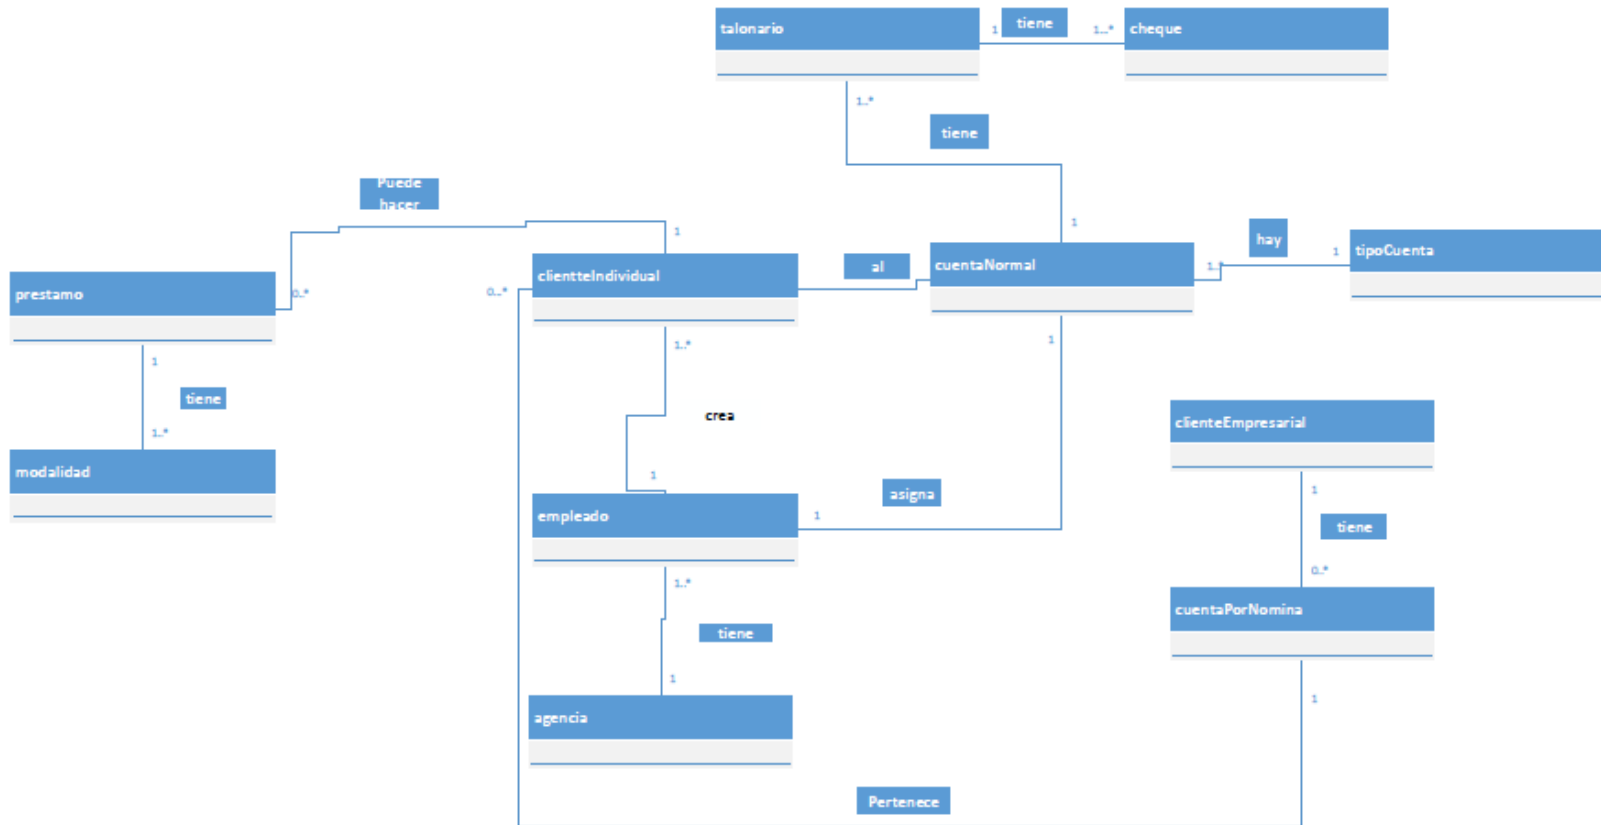 talonario
1
tiene
1..*
cheque
1..*
tiene
Puede
hacer
1
1
hay
1
tipoCuenta
clientteIndividual
al
cuentaNormal
1..*
prestamo
0..*
0..*
1
1..*
1
tiene
crea
clienteEmpresarial
1..*
modalidad
1
asigna
1
empleado
1
tiene
1..*
0..*
cuentaPorNomina
tiene
1
1
agencia
Pertenece